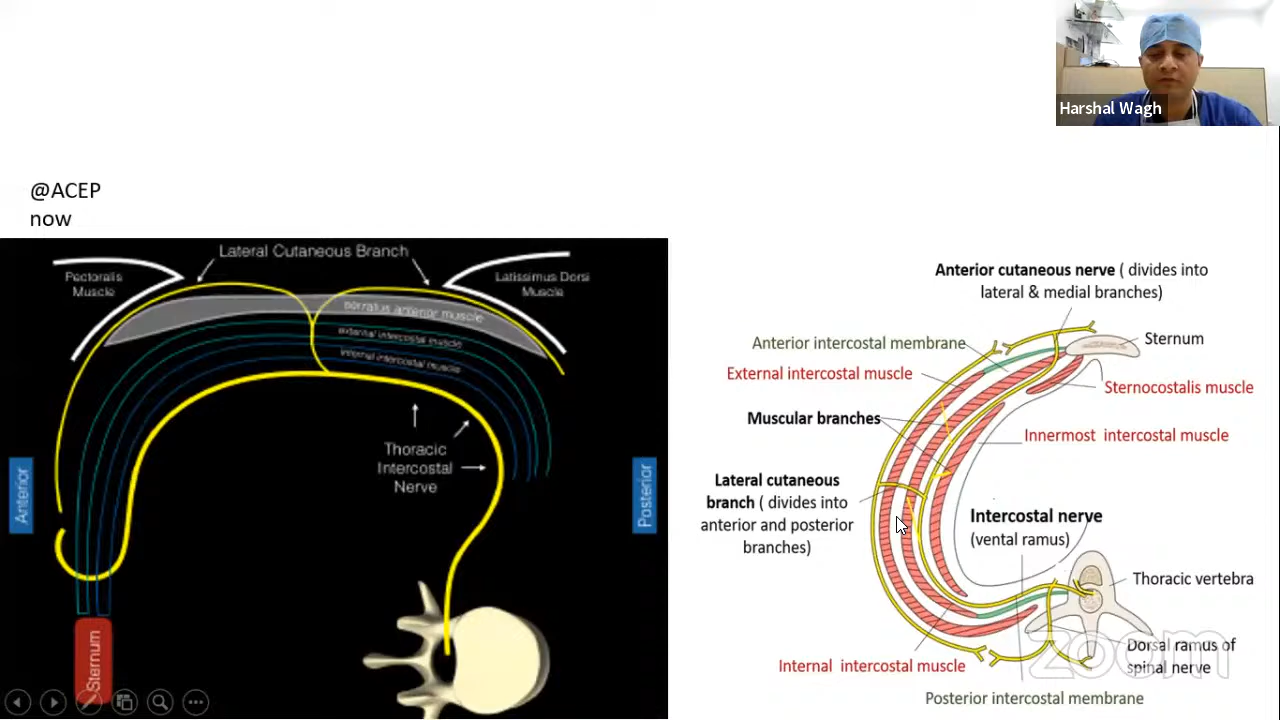 Harshal Wagh
@ACEP
now
Lateral Cutaneous Branch
Pectoralis
Muscle
Latissimus Dorsi
Muscle
serratus anterior muscle
external intercostal muscle
internal intercostal muscle
Thoracic
Intercostal
Nerve
Anterior
Posterior
Sternum
Anterior cutaneous nerve ( divides into
lateral & medial branches)
Sternum
Anterior intercostal membrane
External intercostal muscle
Sternocostalis muscle
Muscular branches
Innermost intercostal muscle
Lateral cutaneous
branch ( divides into
anterior and posterior
branches)
Intercostal nerve
(vental ramus)
Thoracic vertebra
Dorsal ramus of
spinal nerve
Internal intercostal muscle
Posterior intercostal membrane
zoom